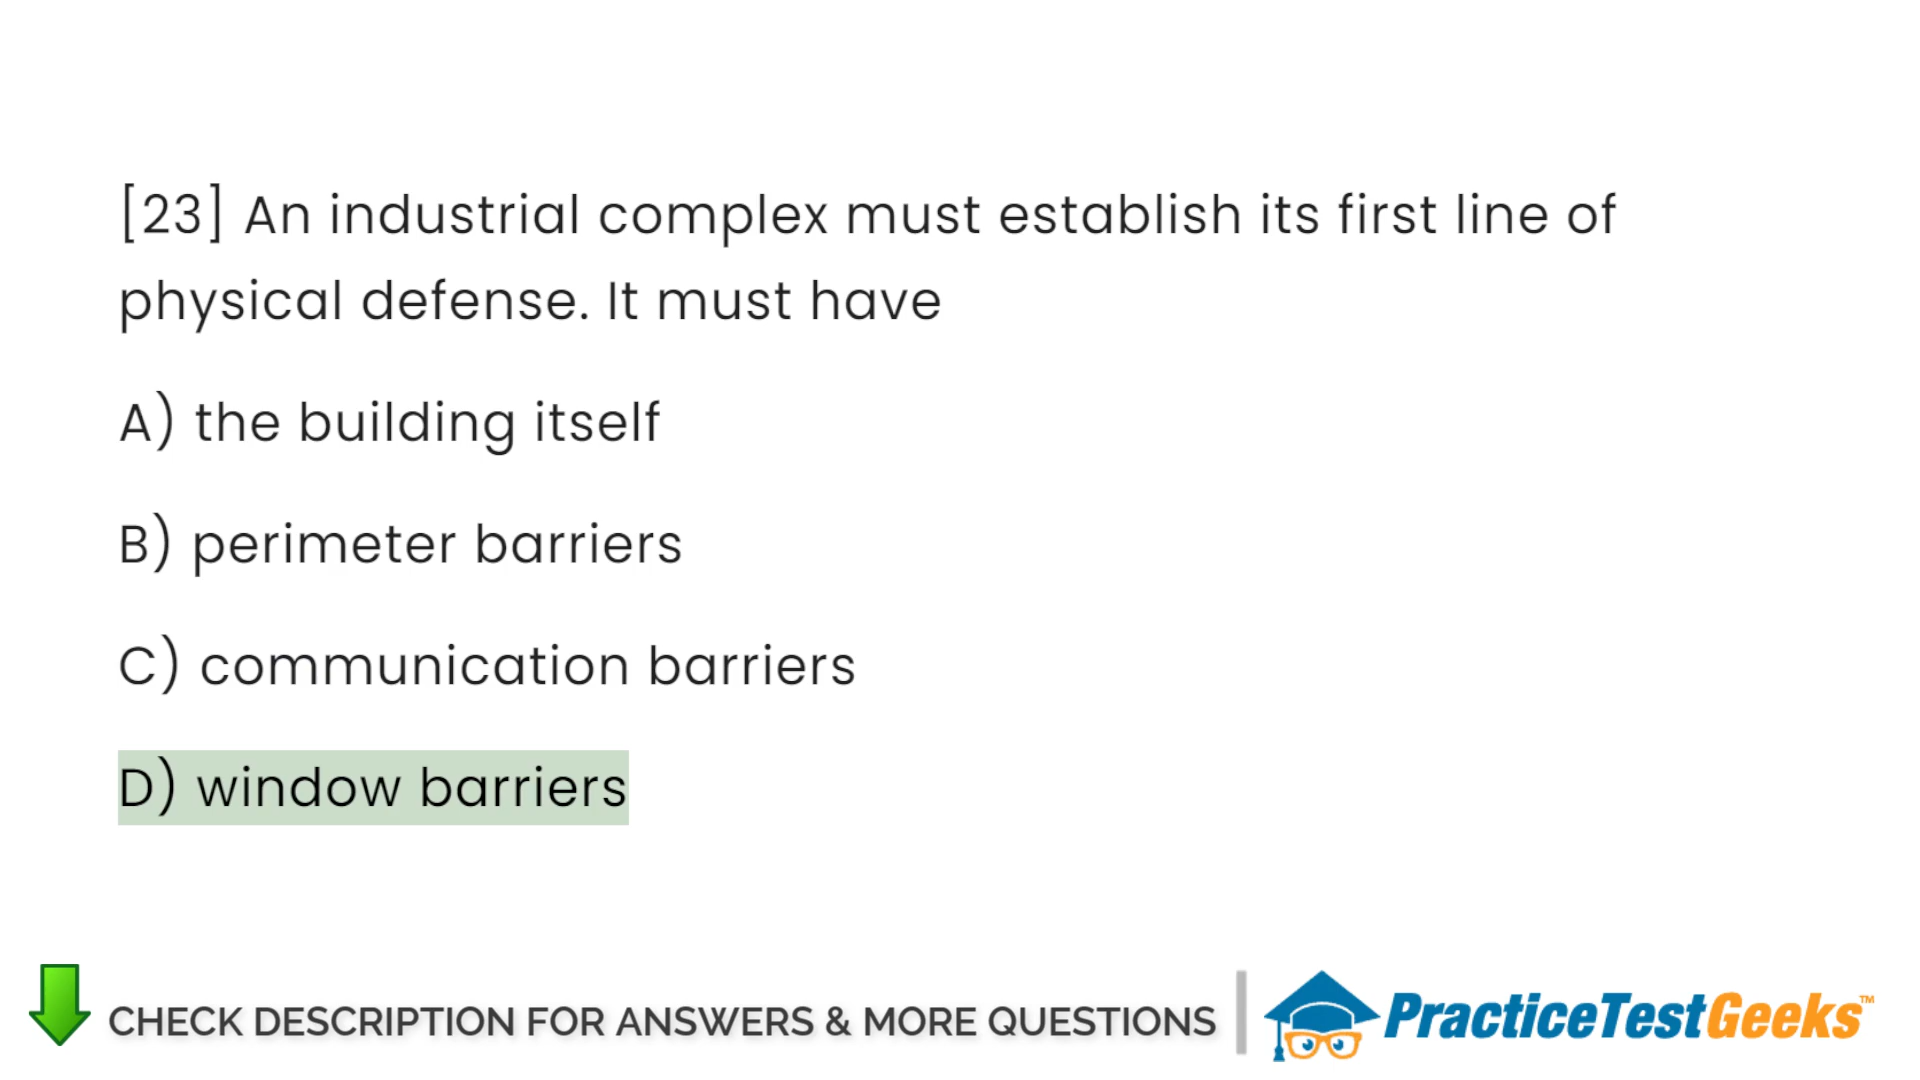 [23] An industrial complex must establish its first line of
physical defense. It must have
A) the building itself
B) perimeter barriers
C) communication barriers
D) window barriers
CHECK DESCRIPTION FOR ANSWERS & MORE QUESTIONS
PracticeTestGeeks™